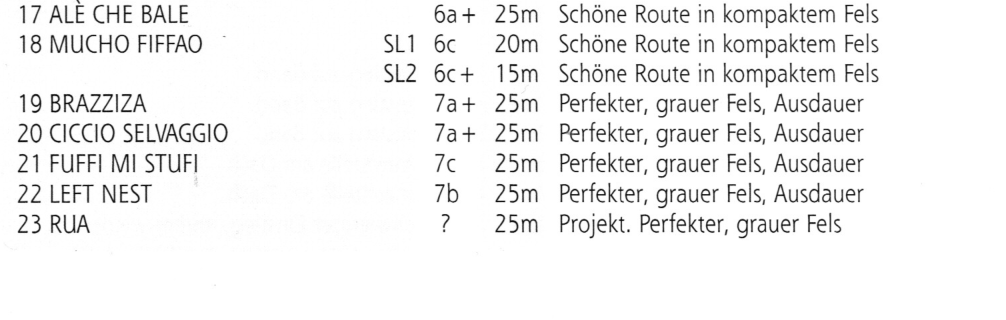 17 ALÈ CHE BALE 6a+ 25m Schöne Route in kompaktem Fels
18 MUCHO FIFFAO SL1 6c 20m Schöne Route in kompaktem Fels
SL2 6c+ 15m Schöne Route in kompaktem Fels
19 BRAZZIZA 7a+ 25m Perfekter, grauer Fels, Ausdauer
20 CICCIO SELVAGGIO 7a+ 25m Perfekter, grauer Fels, Ausdauer
21 FUFFI MI STUFI 7c 25m Perfekter, grauer Fels, Ausdauer
22 LEFT NEST 7b 25m Perfekter, grauer Fels, Ausdauer
23 RUA ? 25m Projekt. Perfekter, grauer Fels